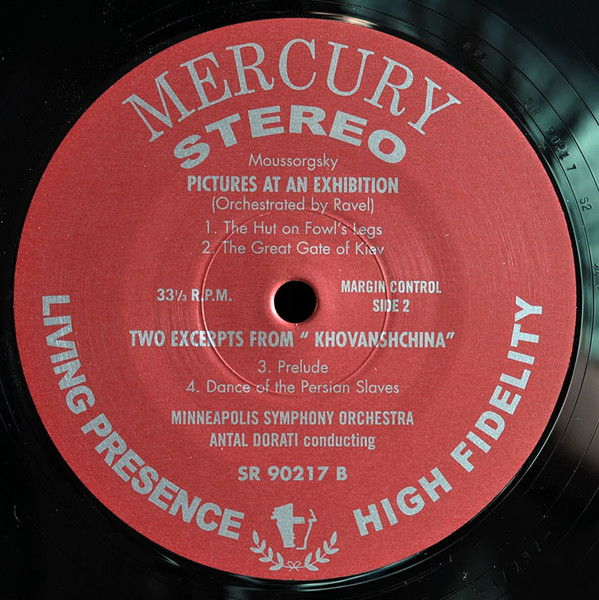 MERCURY
STEREO
Moussorgsky
PICTURES AT AN EXHIBITION
(Orchestrated by Ravel)
1. The Hut on Fowl's Legs
2. The Great Gate of Kiev
33⅓ R.P.M.
MARGIN CONTROL
SIDE 2
TWO EXCERPTS FROM " KHOVANSHCHINA"
3. Prelude
4. Dance of the Persian Slaves
MINNEAPOLIS SYMPHONY ORCHESTRA
ANTAL DORATI conducting
SR 90217 B
LIVING PRESENCE
HIGH FIDELITY